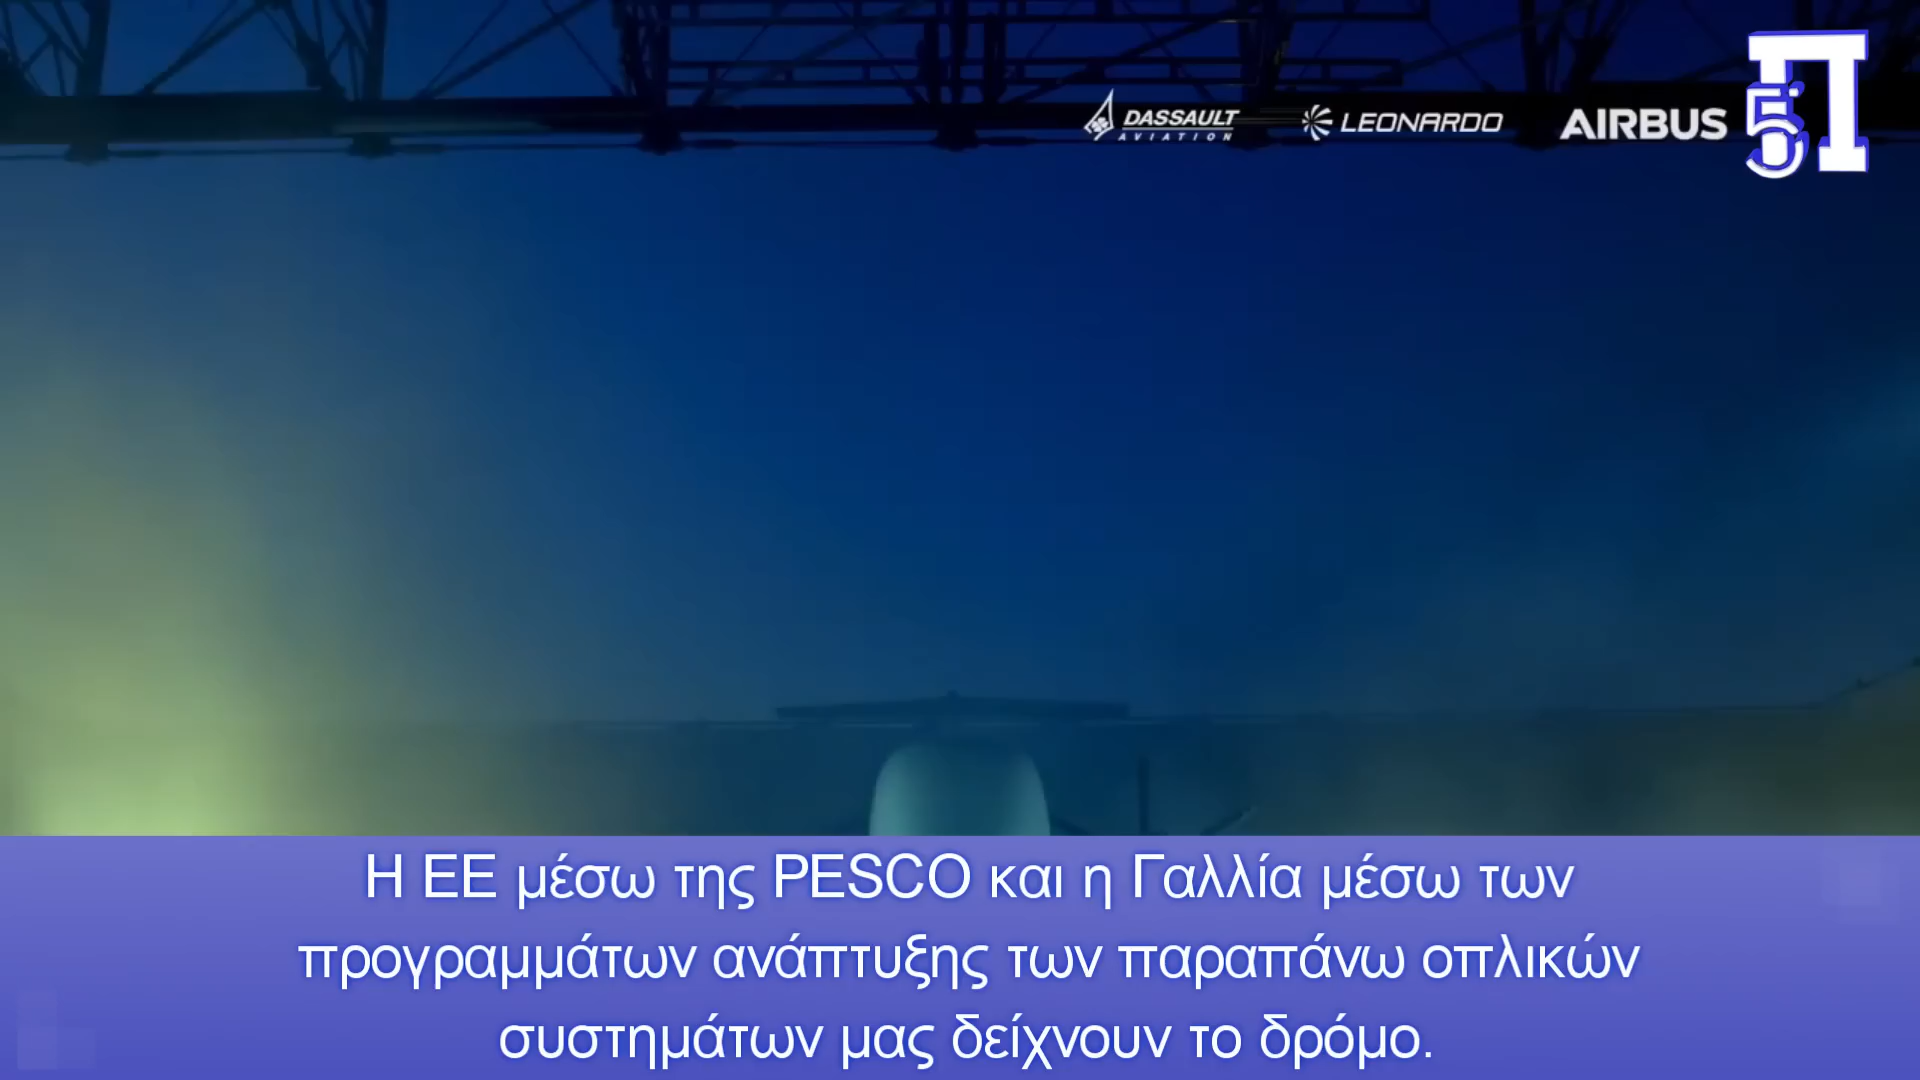 DASSAULT
AVIATION
LEONARDO
AIRBUS
5Π
Η ΕΕ μέσω της PESCO και η Γαλλία μέσω των
προγραμμάτων ανάπτυξης των παραπάνω οπλικών
συστημάτων μας δείχνουν το δρόμο.